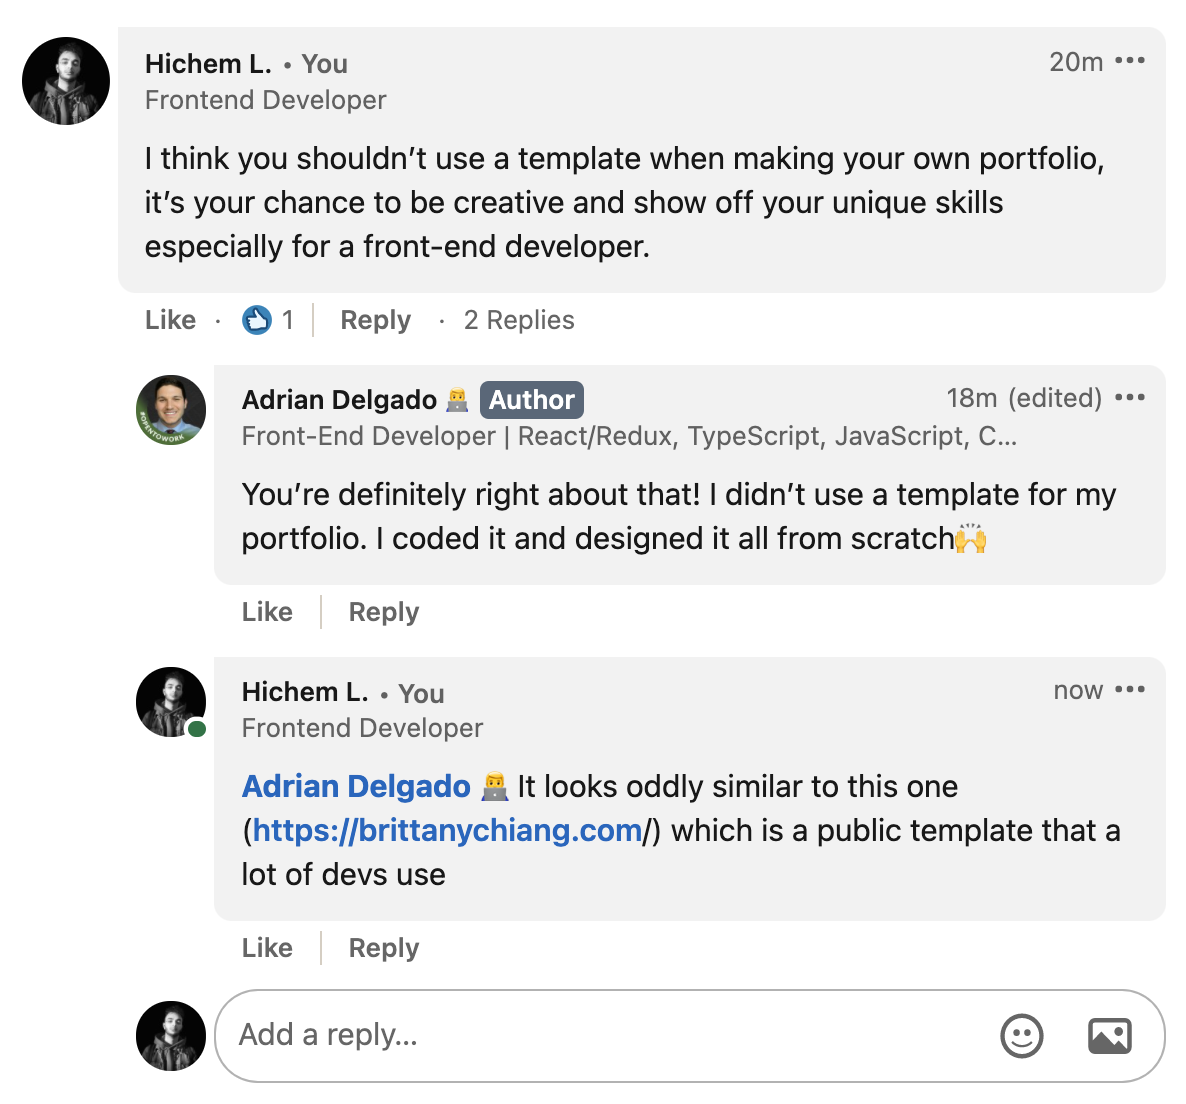 Hichem L. • You
20m •••
Frontend Developer
I think you shouldn’t use a template when making your own portfolio,
it’s your chance to be creative and show off your unique skills
especially for a front-end developer.
Like · 1 | Reply · 2 Replies
#OPENTOWORK
Adrian Delgado 👨‍💻 Author
18m (edited) •••
Front-End Developer | React/Redux, TypeScript, JavaScript, C...
You’re definitely right about that! I didn’t use a template for my
portfolio. I coded it and designed it all from scratch🙌
Like | Reply
Hichem L. • You
now •••
Frontend Developer
Adrian Delgado 👨‍💻 It looks oddly similar to this one
(https://brittanychiang.com/) which is a public template that a
lot of devs use
Like | Reply
Add a reply...